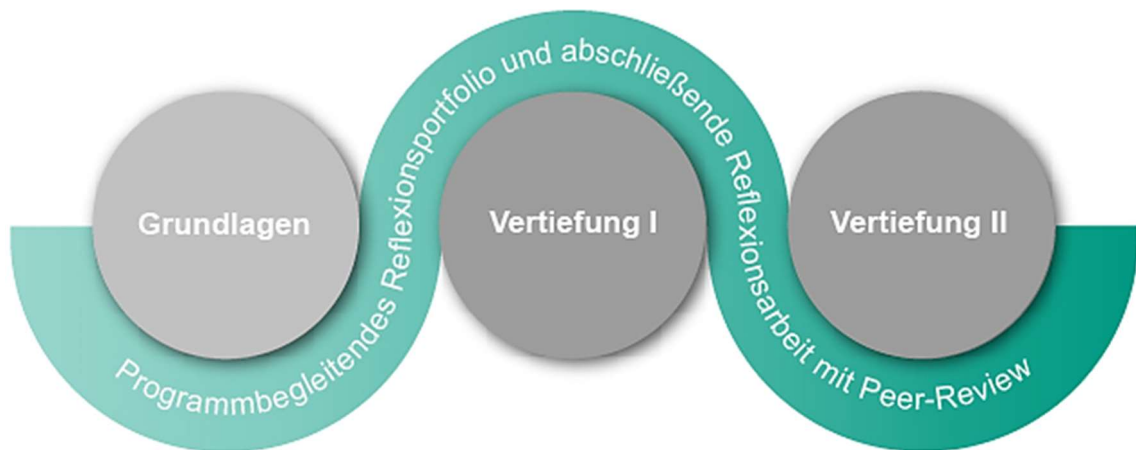 Grundlagen
Vertiefung I
Vertiefung II
Programmbegleitendes Reflexionsportfolio und abschließende Reflexionsarbeit mit Peer-Review